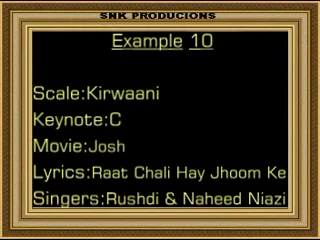 SNK PRODUCIONS
Example 10
Scale:Kirwaani
Keynote:C
Movie:Josh
Lyrics:Raat Chali Hay Jhoom Ke
Singers:Rushdi & Naheed Niazi